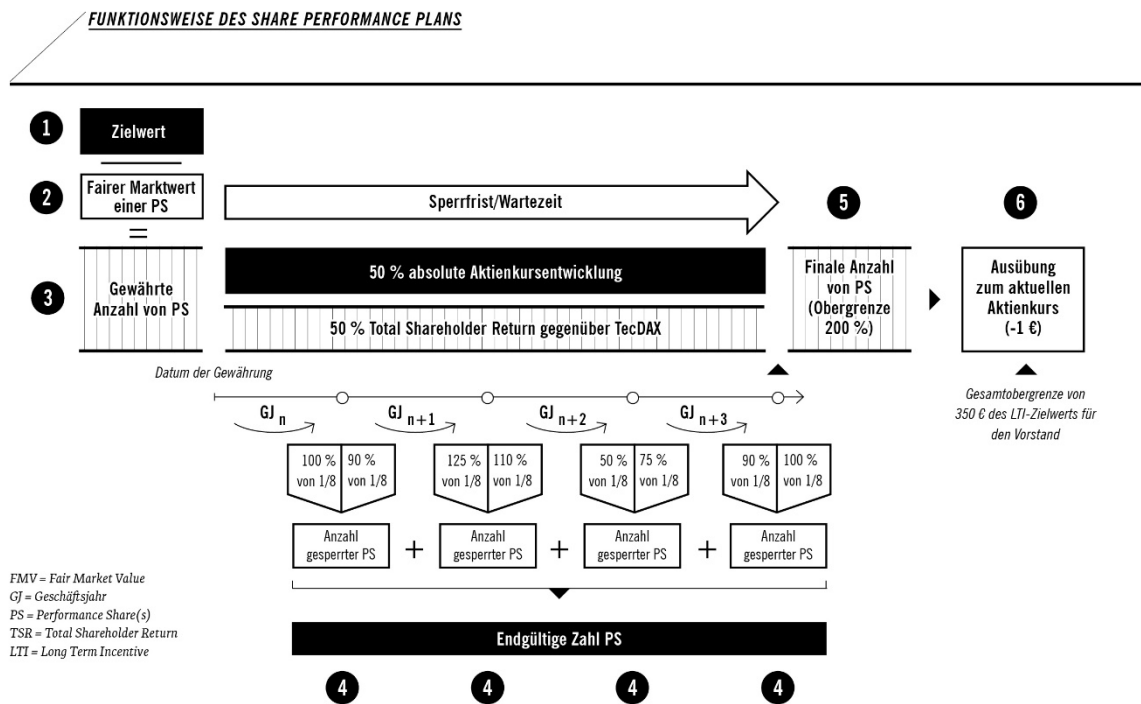 FUNKTIONSWEISE DES SHARE PERFORMANCE PLANS
1
Zielwert
2
Fairer Marktwert
einer PS
=
Sperrfrist/Wartezeit
5
6
3
Gewährte
Anzahl von PS
50 % absolute Aktienkursentwicklung
50 % Total Shareholder Return gegenüber TecDAX
Finale Anzahl
von PS
(Obergrenze
200 %)
Ausübung
zum aktuellen
Aktienkurs
(-1 €)
Datum der Gewährung
Gesamtobergrenze von
350 € des LTI-Zielwerts für
den Vorstand
GJ n
GJ n+1
GJ n+2
GJ n+3
100 %
von 1/8
90 %
von 1/8
125 %
von 1/8
110 %
von 1/8
50 %
von 1/8
75 %
von 1/8
90 %
von 1/8
100 %
von 1/8
Anzahl
gesperrter PS
+
Anzahl
gesperrter PS
+
Anzahl
gesperrter PS
+
Anzahl
gesperrter PS
FMV = Fair Market Value
GJ = Geschäftsjahr
PS = Performance Share(s)
TSR = Total Shareholder Return
LTI = Long Term Incentive
Endgültige Zahl PS
4
4
4
4